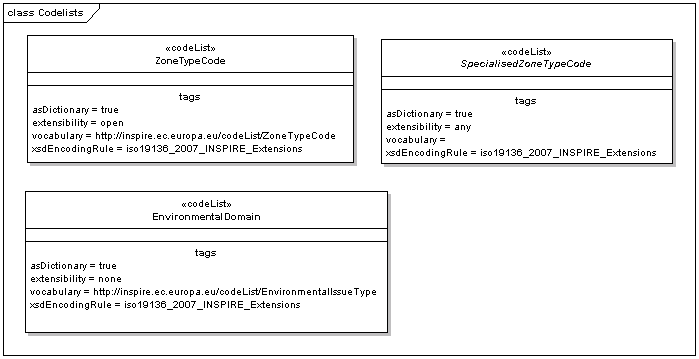 class Codelists
«codeList»
ZoneTypeCode
tags
asDictionary = true
extensibility = open
vocabulary = http://inspire.ec.europa.eu/codeList/ZoneTypeCode
xsdEncodingRule = iso19136_2007_INSPIRE_Extensions
«codeList»
SpecialisedZoneTypeCode
tags
asDictionary = true
extensibility = any
vocabulary =
xsdEncodingRule = iso19136_2007_INSPIRE_Extensions
«codeList»
EnvironmentalDomain
tags
asDictionary = true
extensibility = none
vocabulary = http://inspire.ec.europa.eu/codeList/EnvironmentalIssueType
xsdEncodingRule = iso19136_2007_INSPIRE_Extensions